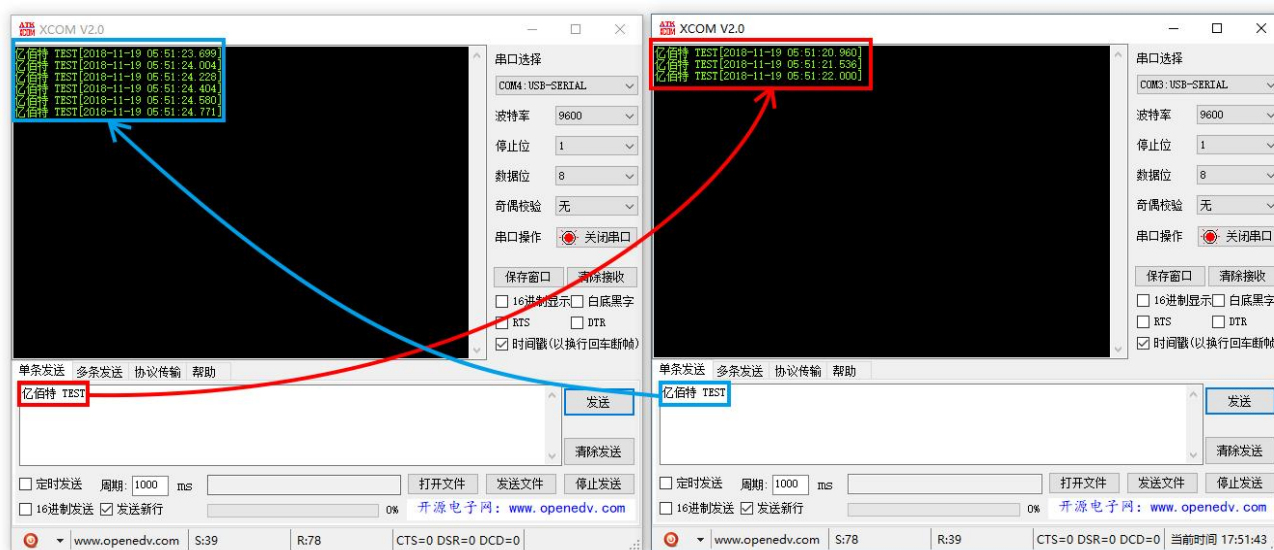 XCOM V2.0
亿佰特 TEST[2018-11-19 05:51:23.699]
亿佰特 TEST[2018-11-19 05:51:24.004]
亿佰特 TEST[2018-11-19 05:51:24.228]
亿佰特 TEST[2018-11-19 05:51:24.404]
亿佰特 TEST[2018-11-19 05:51:24.580]
亿佰特 TEST[2018-11-19 05:51:24.771]
串口选择
COM4:USB-SERIAL
波特率 9600
停止位 1
数据位 8
奇偶校验 无
串口操作 关闭串口
保存窗口 清除接收
16进制显示 白底黑字
RTS DTR
时间戳(以换行回车断帧)
单条发送 多条发送 协议传输 帮助
亿佰特 TEST
发送
清除发送
定时发送 周期: 1000 ms 打开文件 发送文件 停止发送
16进制发送 发送新行 0% 开源电子网: www.openedv.com
www.openedv.com S:39 R:78 CTS=0 DSR=0 DCD=0
XCOM V2.0
亿佰特 TEST[2018-11-19 05:51:20.960]
亿佰特 TEST[2018-11-19 05:51:21.536]
亿佰特 TEST[2018-11-19 05:51:22.000]
串口选择
COM3:USB-SERIAL
波特率 9600
停止位 1
数据位 8
奇偶校验 无
串口操作 关闭串口
保存窗口 清除接收
16进制显示 白底黑字
RTS DTR
时间戳(以换行回车断帧
单条发送 多条发送 协议传输 帮助
亿佰特 TEST
发送
清除发送
定时发送 周期: 1000 ms 打开文件 发送文件 停止发送
16进制发送 发送新行 0% 开源电子网: www.openedv.com
www.openedv.com S:78 R:39 CTS=0 DSR=0 DCD=0 当前时间 17:51:43